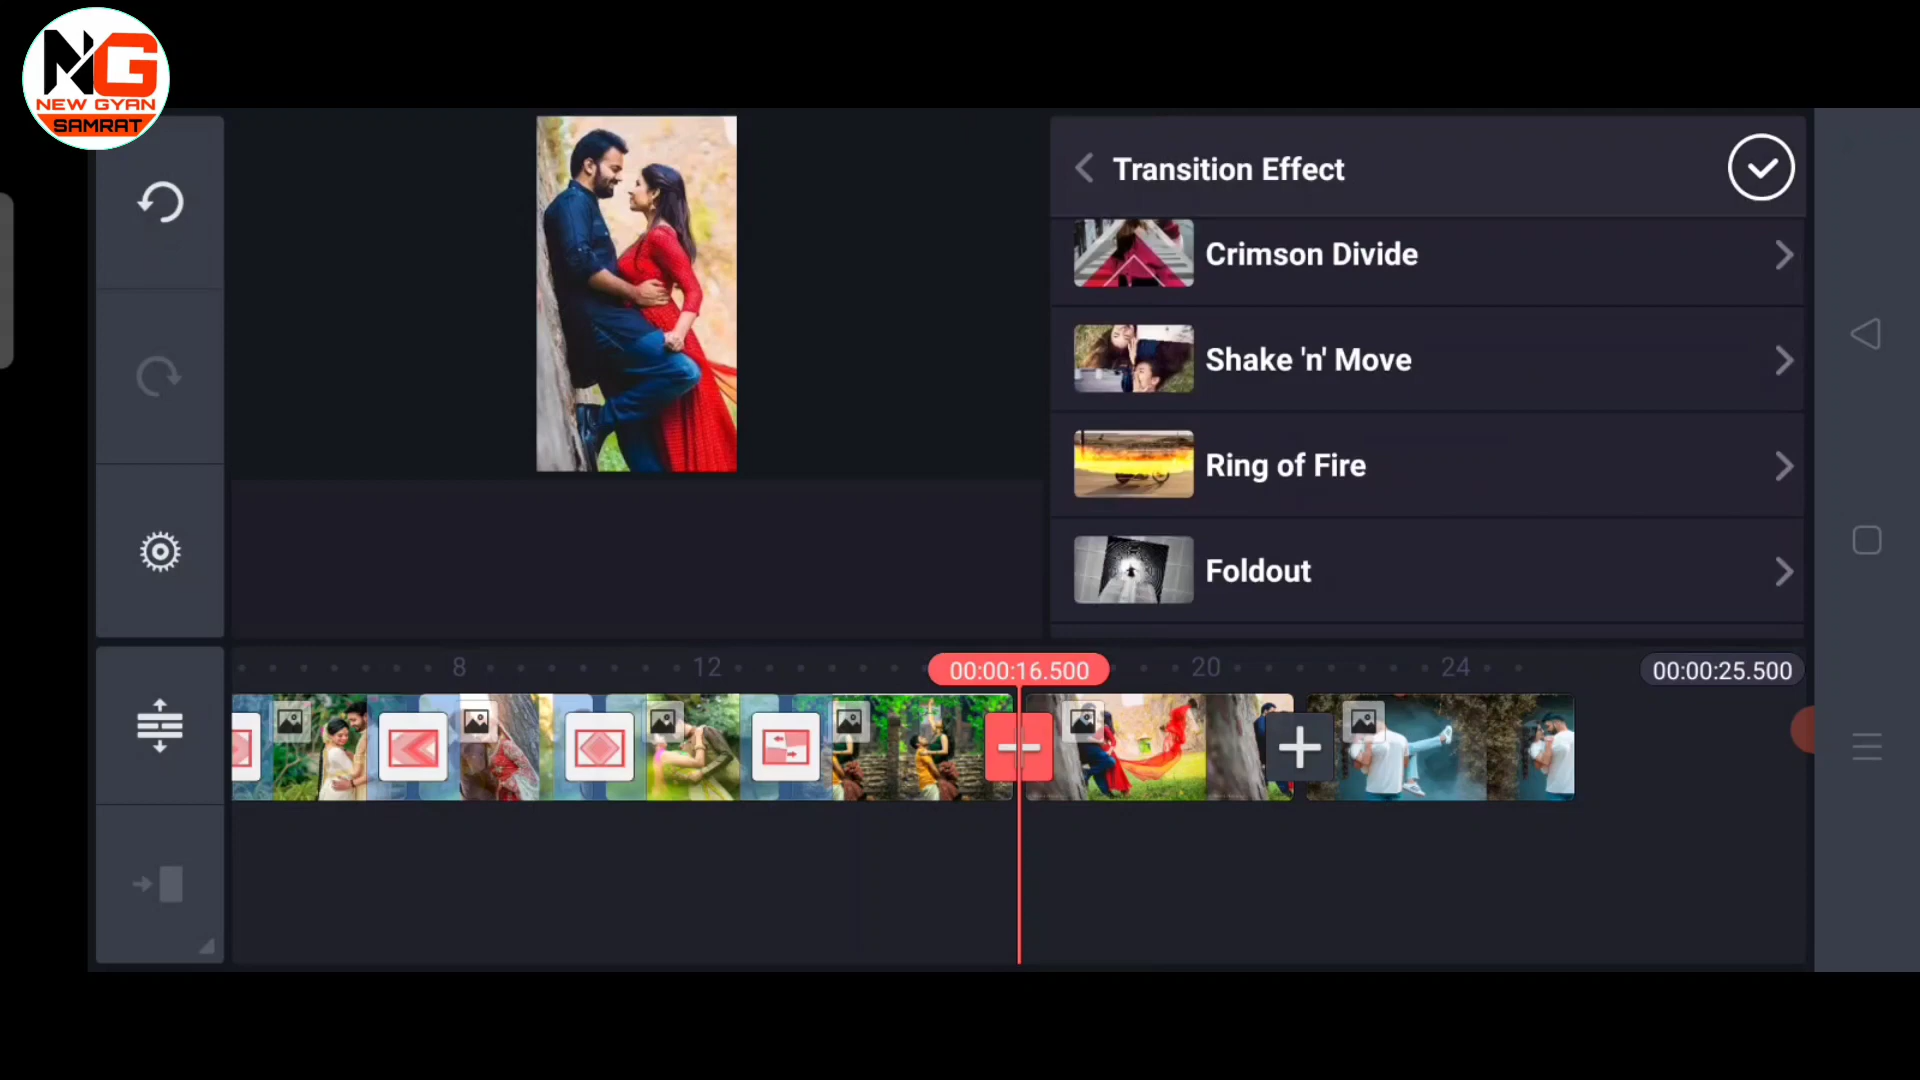 NG
NEW GYAN
SAMRAT
Transition Effect
Crimson Divide
Shake 'n' Move
Ring of Fire
Foldout
8
12
00:00:16.500
20
24
00:00:25.500